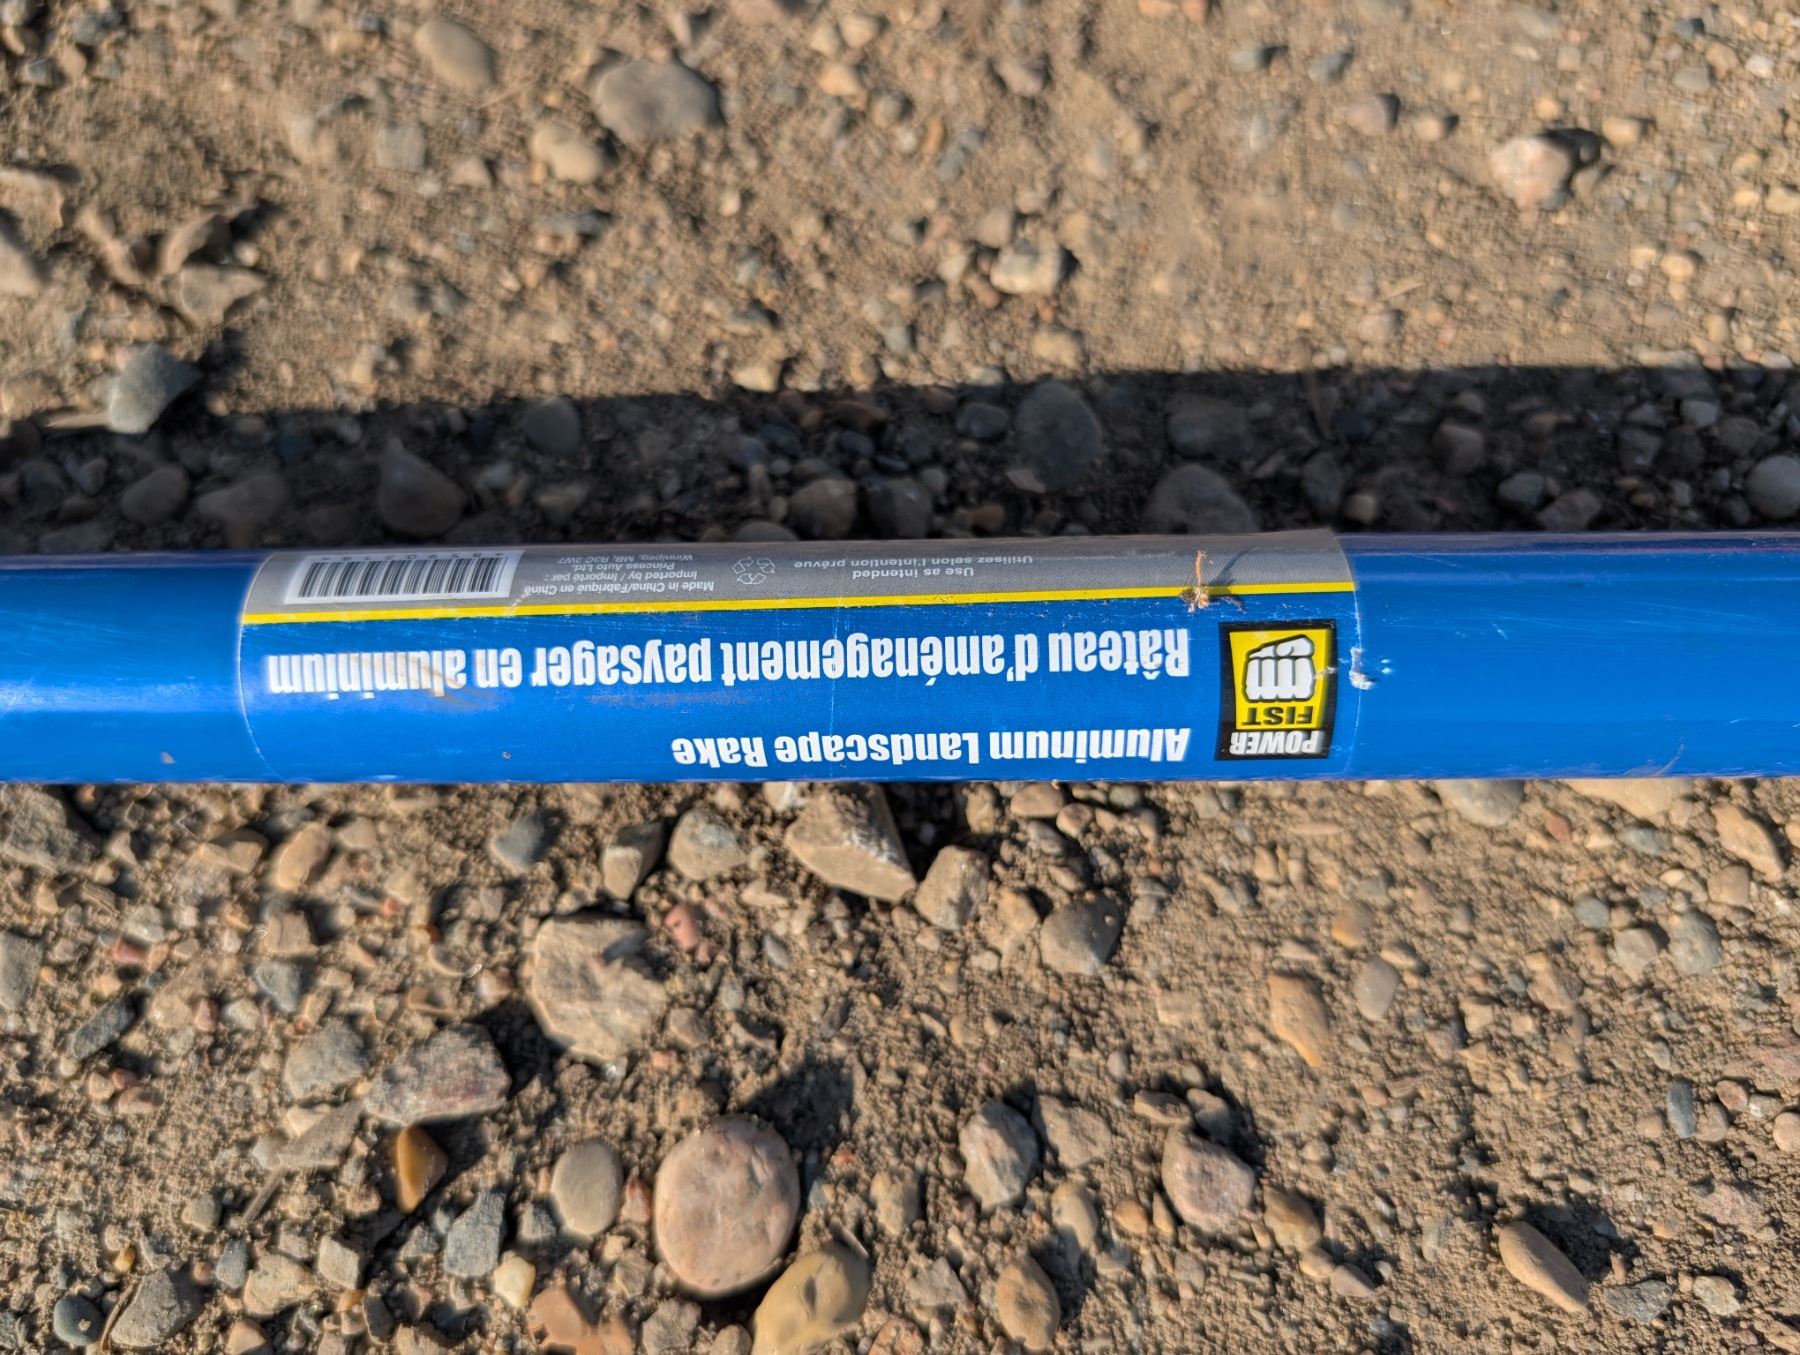 POWER
FIST
Aluminum Landscape Rake
Râteau d'aménagement paysager en aluminium
Use as intended
Utilisez selon l'intention prévue
Made in China/Fabriqué en Chine
Imported by / Importé par :
Princess Auto Ltd.
Winnipeg, MB, R3C 2W7